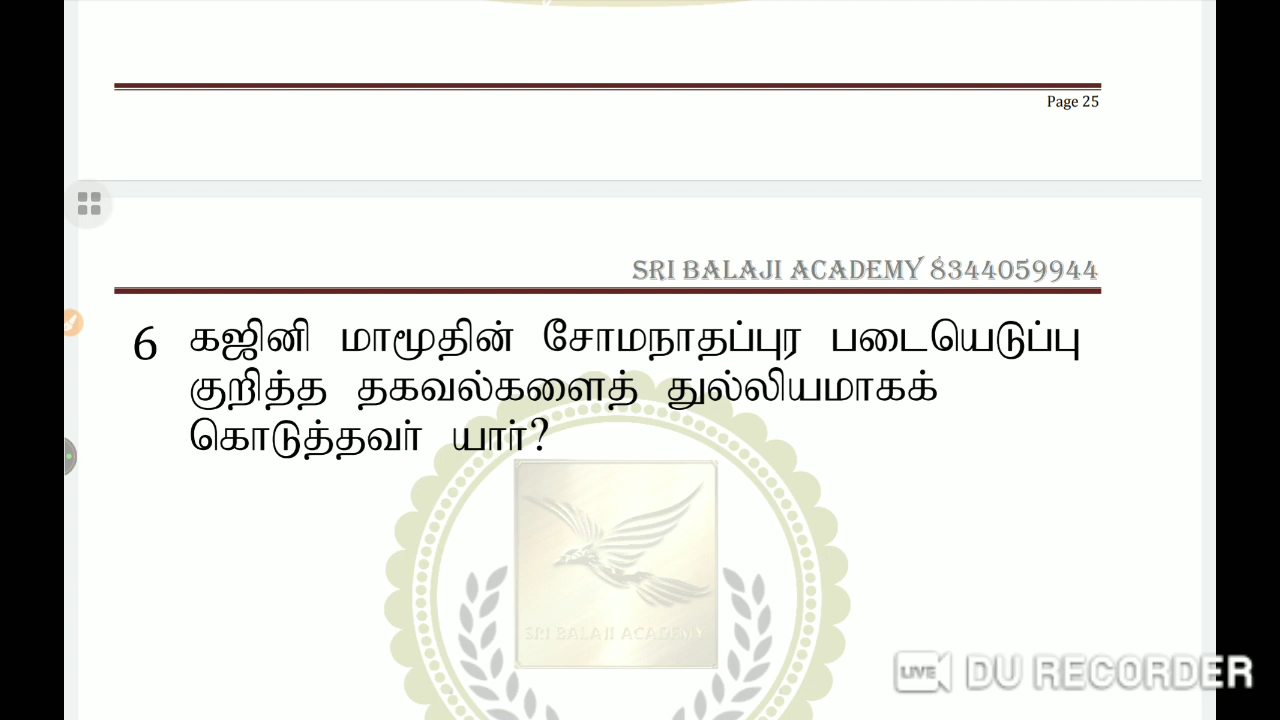 Page 25
SRI BALAJI ACADEMY 8344059944
6 கஜினி மாமூதின் சோமநாதப்புர படையெடுப்பு
குறித்த தகவல்களைத் துல்லியமாகக்
கொடுத்தவர் யார்?
SRI BALAJI ACADEMY
LIVE DU RECORDER